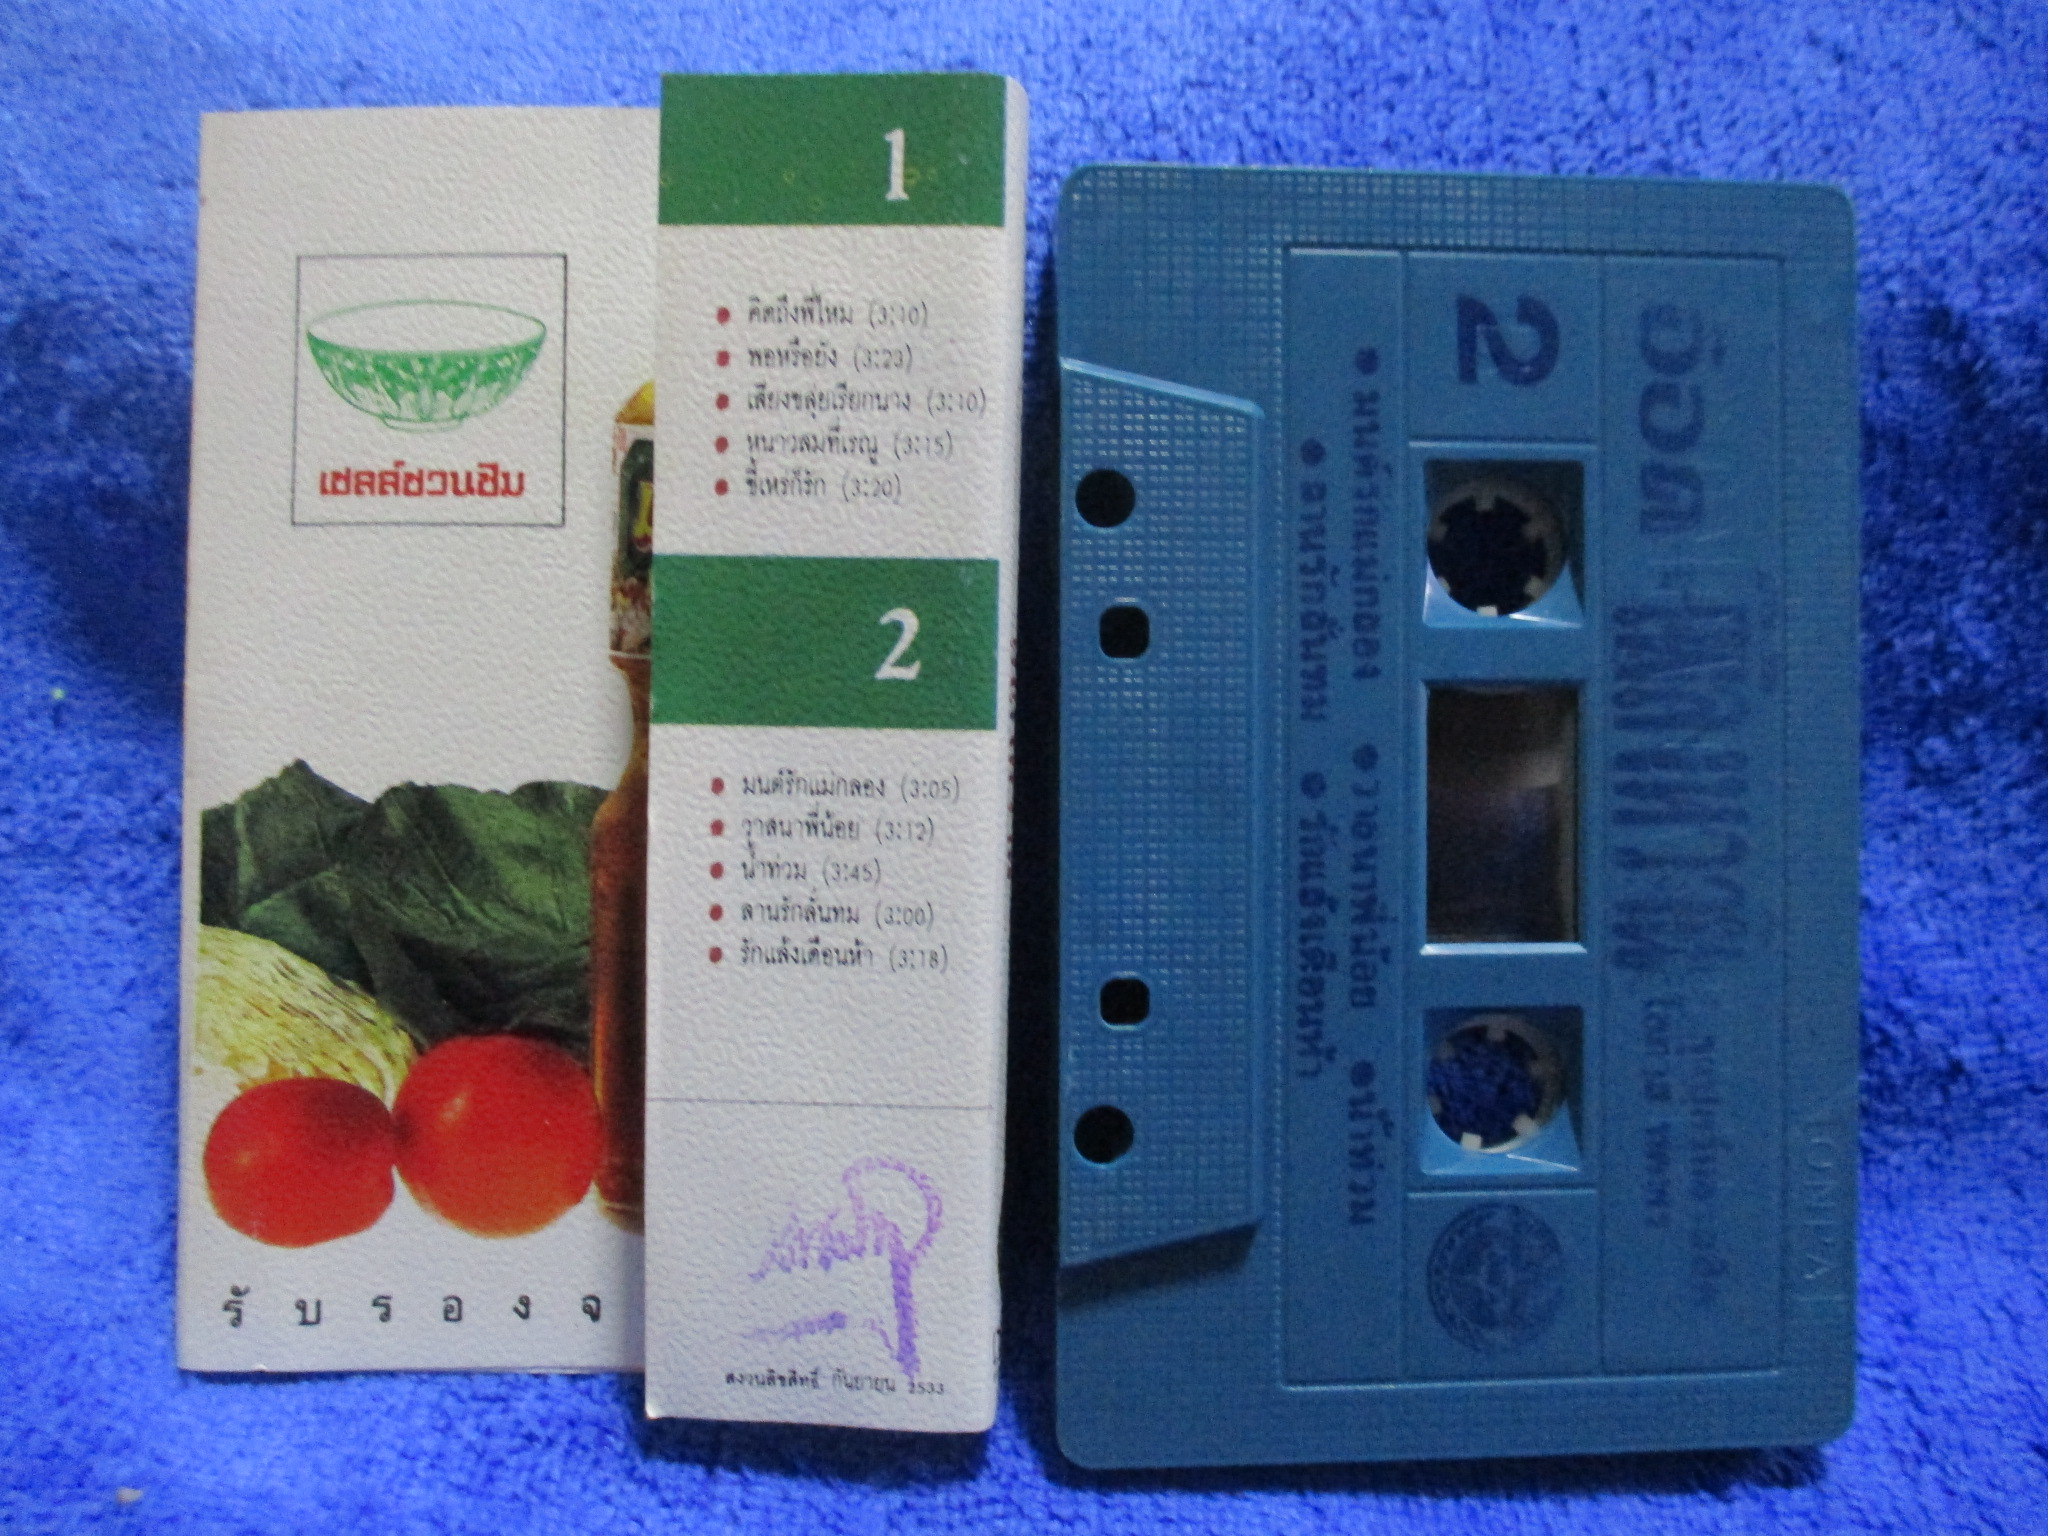 เชลล์ชวนชิม
รับรองจ
1
• คิดถึงพี่ไหม (3:10)
• พอหรือยัง (3:23)
• เสียงขลุ่ยเรียกนาง (3:10)
• หนาวลมที่เรณู (3:15)
• ขี้เหร่ก็รัก (3:20)
2
• มนต์รักแม่กลอง (3:05)
• วาสนาพี่น้อย (3:12)
• น้ำท่วม (3:45)
• ลานรักลั่นทม (3:00)
• รักแล้งเดือนห้า (3:18)
สงวนลิขสิทธิ์ กันยายน 2533
2
• มนต์รักแม่กลอง • วาสนาพี่น้อย • น้ำท่วม
• ลานรักลั่นทม • รักแล้งเดือนห้า